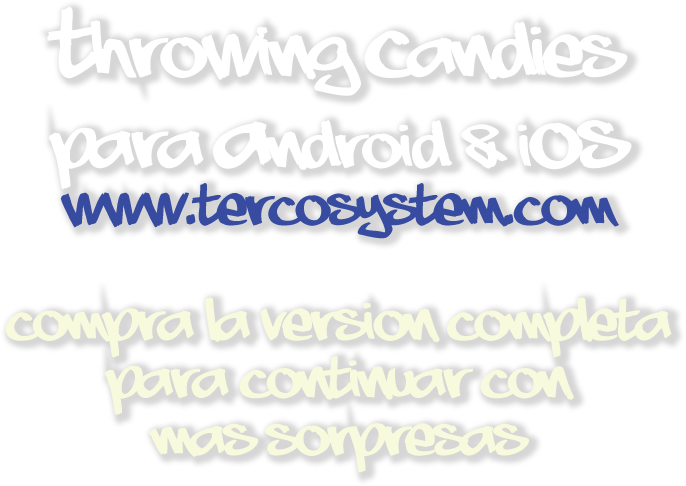 Throwing Candies
para Android & iOS
www.tercosystem.com
compra la version completa
para continuar con
mas sorpresas